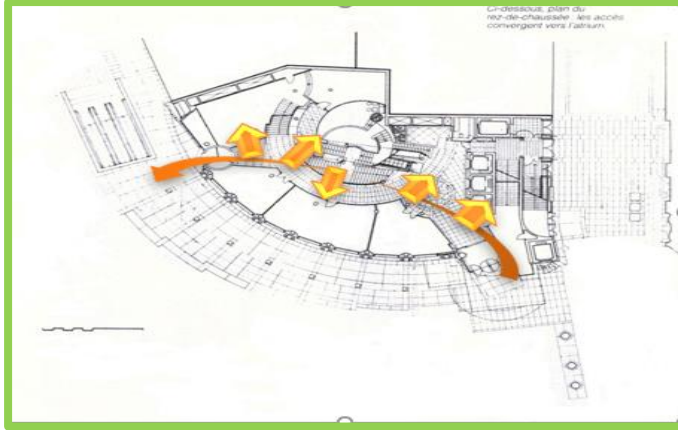 Ci-dessous, plan du
rez-de-chaussée : les accès
convergent vers l'atrium.